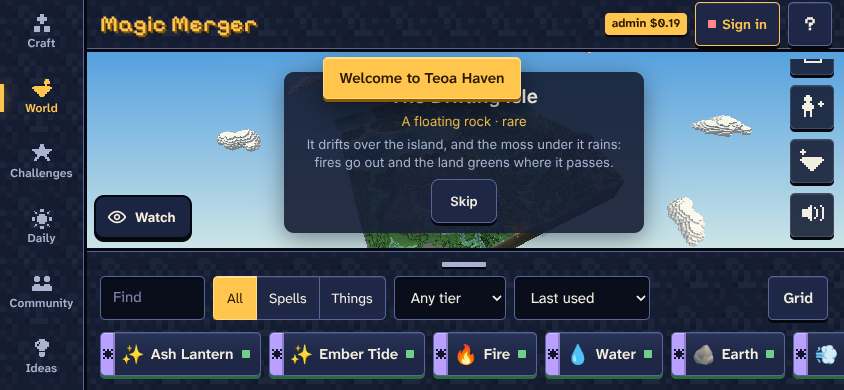 Craft
World
Challenges
Daily
Community
Ideas
Magic Merger
admin $0.19
Sign in
?
Welcome to Teoa Haven
A floating rock · rare
It drifts over the island, and the moss under it rains:
fires go out and the land greens where it passes.
Skip
Watch
Find
All
Spells
Things
Any tier
Last used
Grid
Ash Lantern
Ember Tide
Fire
Water
Earth